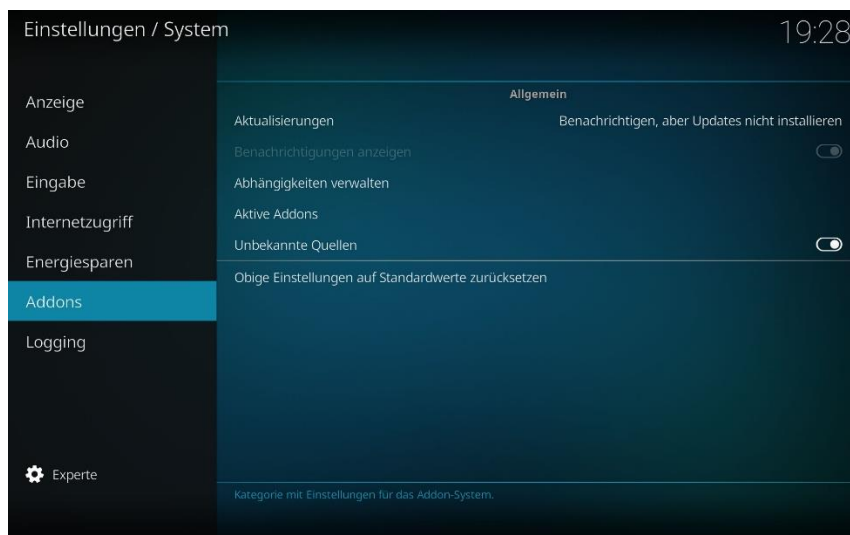 Einstellungen / System
19:28
Anzeige
Audio
Eingabe
Internetzugriff
Energiesparen
Addons
Logging
Experte
Allgemein
Aktualisierungen Benachrichtigen, aber Updates nicht installieren
Benachrichtigungen anzeigen
Abhängigkeiten verwalten
Aktive Addons
Unbekannte Quellen
Obige Einstellungen auf Standardwerte zurücksetzen
Kategorie mit Einstellungen für das Addon-System.